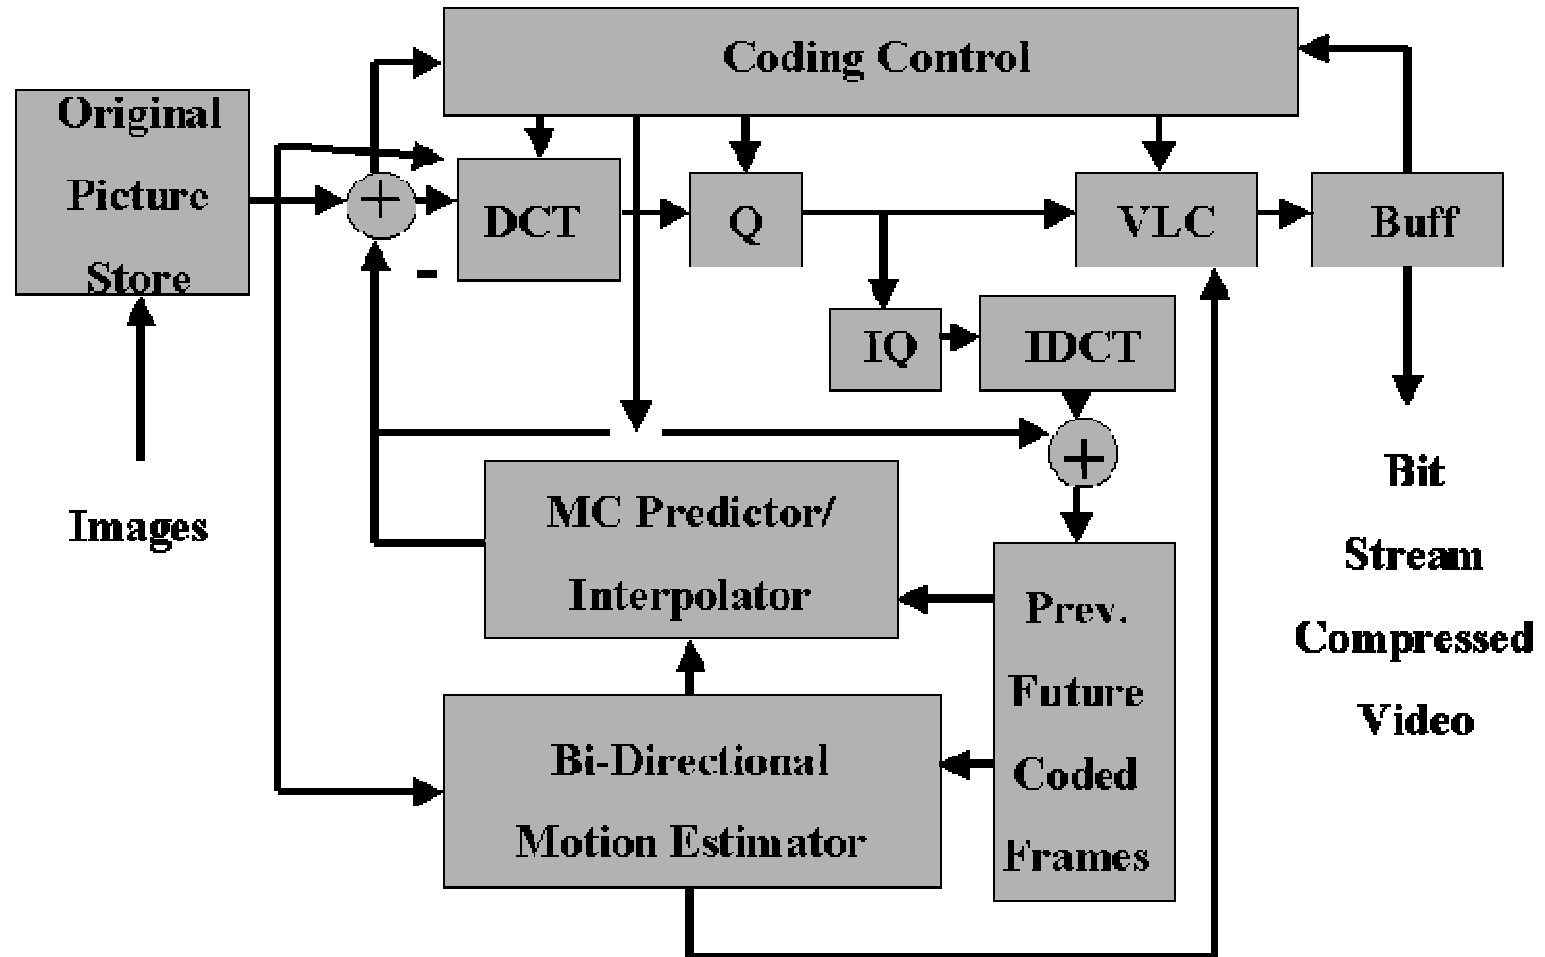 Coding Control
Original
Picture
Store
+
DCT
Q
VLC
Buff
-
IQ
IDCT
+
Images
MC Predictor/
Interpolator
Prev.
Future
Coded
Frames
Bi-Directional
Motion Estimator
Bit
Stream
Compressed
Video